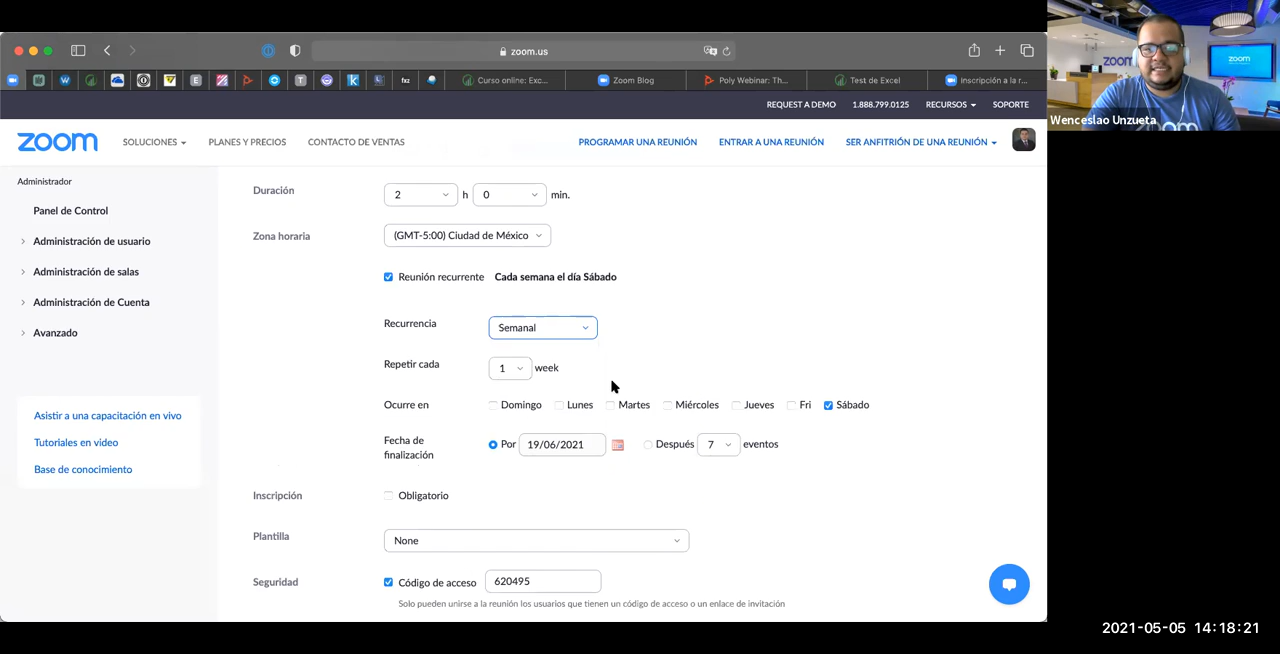 zoom.us
Curso online: Exc...
Zoom Blog
Poly Webinar: Th...
Test de Excel
Inscripción a la r...
REQUEST A DEMO 1.888.799.0125 RECURSOS SOPORTE
zoom SOLUCIONES PLANES Y PRECIOS CONTACTO DE VENTAS PROGRAMAR UNA REUNIÓN ENTRAR A UNA REUNIÓN SER ANFITRIÓN DE UNA REUNIÓN
zoom
zoom
zoom
Wenceslao Unzueta
Administrador
Panel de Control
Administración de usuario
Administración de salas
Administración de Cuenta
Avanzado
Asistir a una capacitación en vivo
Tutoriales en video
Base de conocimiento
Duración 2 h 0 min.
Zona horaria (GMT-5:00) Ciudad de México
Reunión recurrente Cada semana el día Sábado
Recurrencia Semanal
Repetir cada 1 week
Ocurre en Domingo Lunes Martes Miércoles Jueves Fri Sábado
Fecha de finalización Por 19/06/2021 Después 7 eventos
Inscripción Obligatorio
Plantilla None
Seguridad Código de acceso 620495
Solo pueden unirse a la reunión los usuarios que tienen un código de acceso o un enlace de invitación
2021-05-05 14:18:21